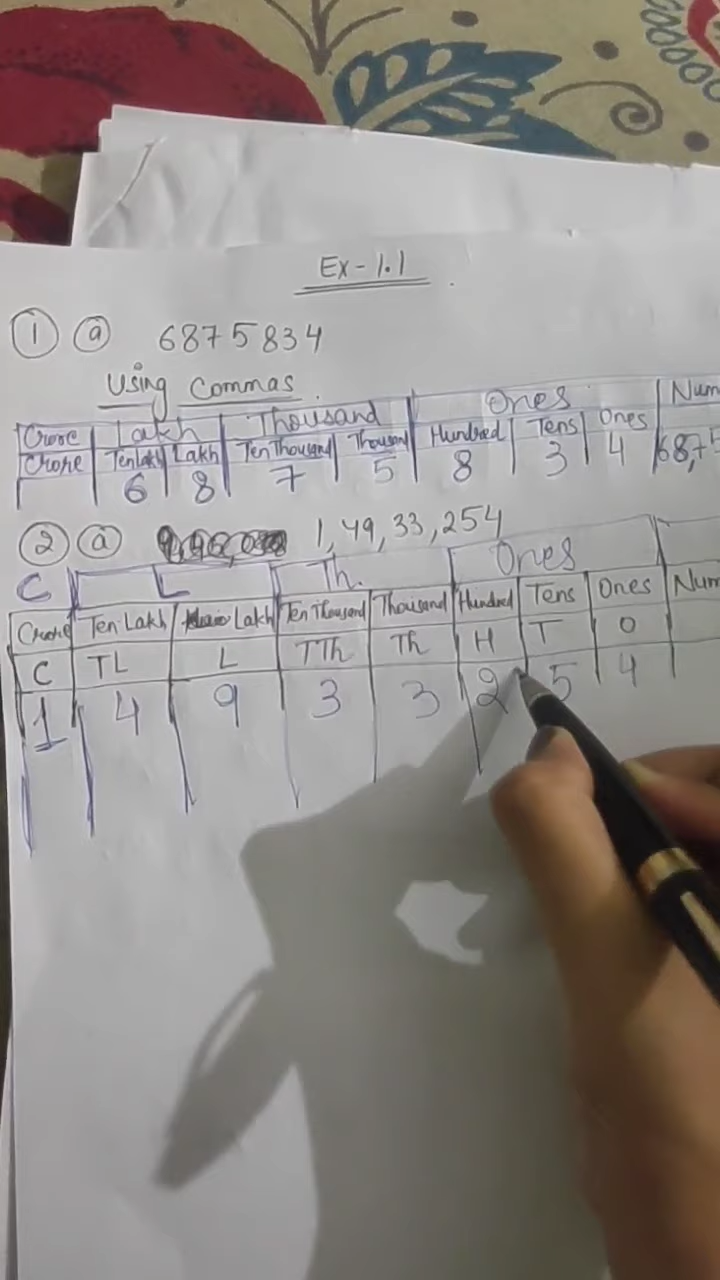 Ex-1.1
① ⓐ 6875834
Using Commas.
Crore Lakh Thousand Ones Num
Crore Ten Lakh Lakh Ten Thousand Thousand Hundred Tens Ones
6 8 7 5 8 3 4 68,75
② ⓐ 1,49,33,254
C L Th. Ones
Crore Ten Lakh Lakh Ten Thousand Thousand Hundred Tens Ones Num
C TL L TTh Th H T O
1 4 9 3 3 2 5 4